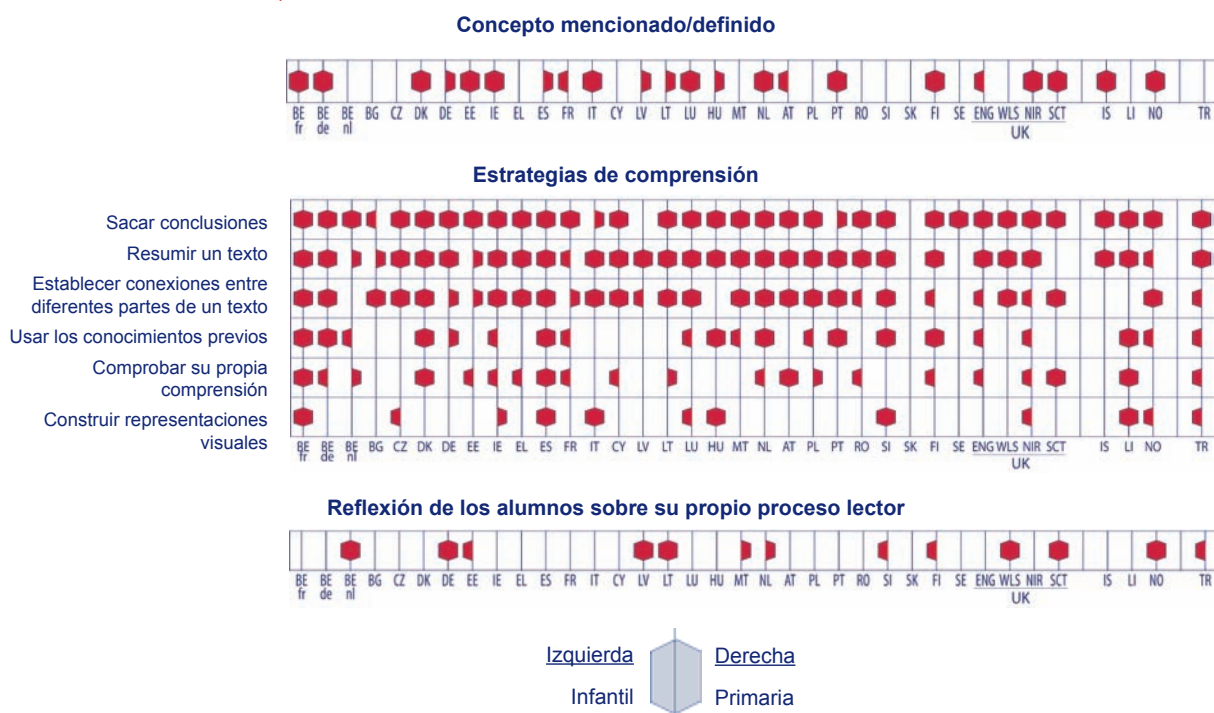 Concepto mencionado/definido
BE fr BE de BE nl BG CZ DK DE EE IE EL ES FR IT CY LV LT LU HU MT NL AT PL PT RO SI SK FI SE ENG WLS NIR SCT IS LI NO TR
UK
Estrategias de comprensión
Sacar conclusiones
Resumir un texto
Establecer conexiones entre
diferentes partes de un texto
Usar los conocimientos previos
Comprobar su propia
comprensión
Construir representaciones
visuales
BE fr BE de BE nl BG CZ DK DE EE IE EL ES FR IT CY LV LT LU HU MT NL AT PL PT RO SI SK FI SE ENG WLS NIR SCT IS LI NO TR
UK
Reflexión de los alumnos sobre su propio proceso lector
BE fr BE de BE nl BG CZ DK DE EE IE EL ES FR IT CY LV LT LU HU MT NL AT PL PT RO SI SK FI SE ENG WLS NIR SCT IS LI NO TR
UK
Izquierda Derecha
Infantil Primaria